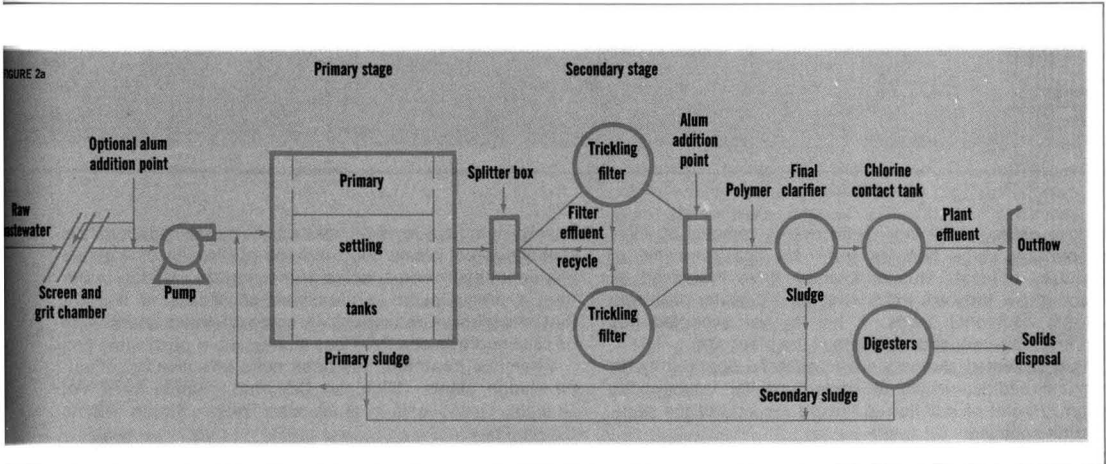 FIGURE 2a
Primary stage
Secondary stage
Optional alum
addition point
Raw
wastewater
Screen and
grit chamber
Pump
Primary
settling
tanks
Primary sludge
Splitter box
Trickling
filter
Filter
effluent
recycle
Trickling
filter
Alum
addition
point
Polymer
Final
clarifier
Sludge
Chlorine
contact tank
Plant
effluent
Outflow
Digesters
Solids
disposal
Secondary sludge